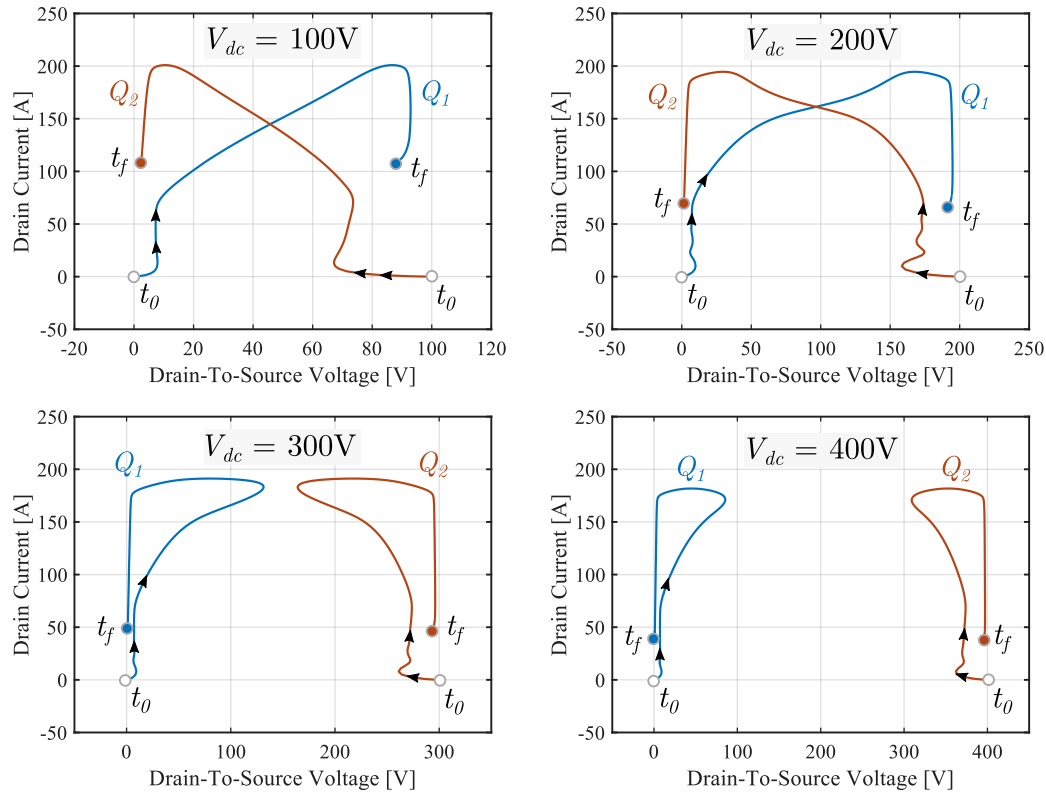 V_dc = 100V
Q_2
Q_1
t_f
t_f
t_0
t_0
250
200
150
100
50
0
-50
-20
0
20
40
60
80
100
120
Drain Current [A]
Drain-To-Source Voltage [V]
V_dc = 200V
Q_2
Q_1
t_f
t_f
t_0
t_0
250
200
150
100
50
0
-50
-50
0
50
100
150
200
250
Drain Current [A]
Drain-To-Source Voltage [V]
V_dc = 300V
Q_1
Q_2
t_f
t_f
t_0
t_0
250
200
150
100
50
0
-50
0
100
200
300
Drain Current [A]
Drain-To-Source Voltage [V]
V_dc = 400V
Q_1
Q_2
t_f
t_f
t_0
t_0
250
200
150
100
50
0
-50
0
100
200
300
400
Drain Current [A]
Drain-To-Source Voltage [V]